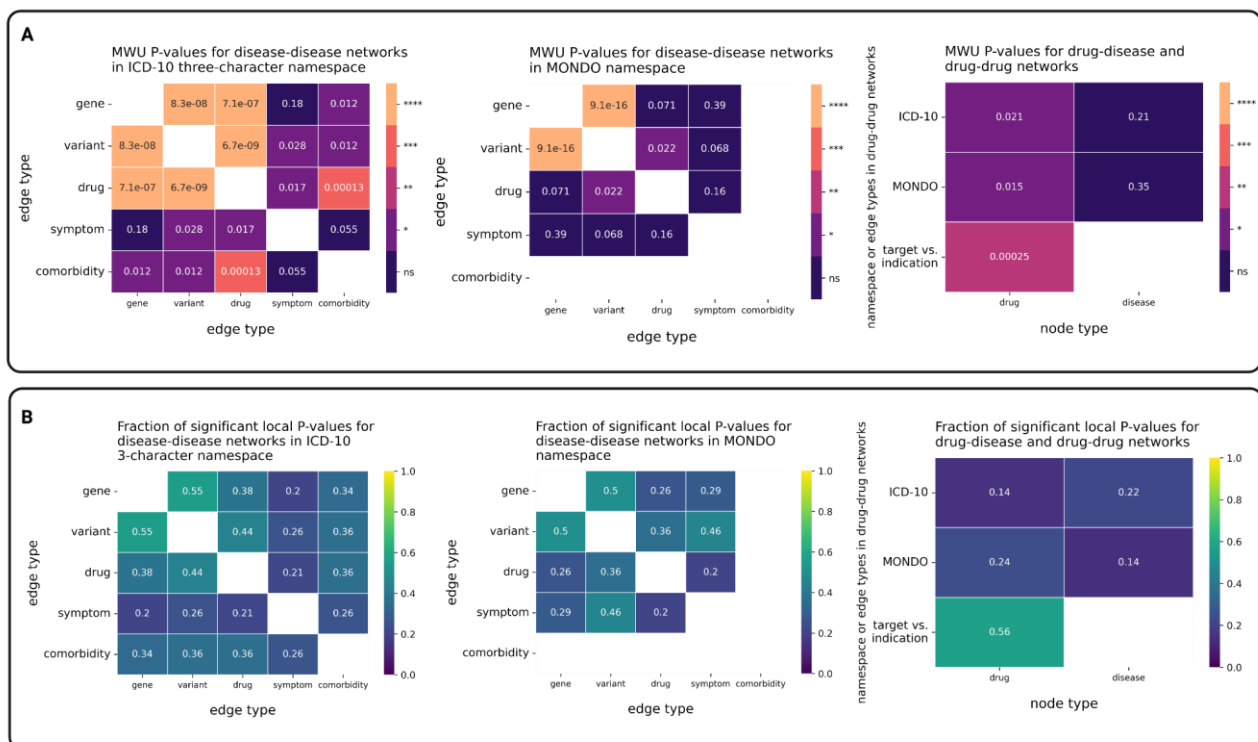 A
MWU P-values for disease-disease networks
in ICD-10 three-character namespace
edge type
gene
8.3e-08
7.1e-07
0.18
0.012
variant
8.3e-08
6.7e-09
0.028
0.012
drug
7.1e-07
6.7e-09
0.017
0.00013
symptom
0.18
0.028
0.017
0.055
comorbidity
0.012
0.012
0.00013
0.055
gene
variant
drug
symptom
comorbidity
edge type
****
***
**
*
ns
MWU P-values for disease-disease networks
in MONDO namespace
edge type
gene
9.1e-16
0.071
0.39
variant
9.1e-16
0.022
0.068
drug
0.071
0.022
0.16
symptom
0.39
0.068
0.16
comorbidity
gene
variant
drug
symptom
comorbidity
edge type
****
***
**
*
ns
MWU P-values for drug-disease and
drug-drug networks
namespace or edge types in drug-drug networks
ICD-10
0.021
0.21
MONDO
0.015
0.35
target vs.
indication
0.00025
drug
disease
node type
****
***
**
*
ns
B
Fraction of significant local P-values for
disease-disease networks in ICD-10
3-character namespace
edge type
gene
0.55
0.38
0.2
0.34
variant
0.55
0.44
0.26
0.36
drug
0.38
0.44
0.21
0.36
symptom
0.2
0.26
0.21
0.26
comorbidity
0.34
0.36
0.36
0.26
gene
variant
drug
symptom
comorbidity
edge type
1.0
0.8
0.6
0.4
0.2
0.0
Fraction of significant local P-values for
disease-disease networks in MONDO
namespace
edge type
gene
0.5
0.26
0.29
variant
0.5
0.36
0.46
drug
0.26
0.36
0.2
symptom
0.29
0.46
0.2
comorbidity
gene
variant
drug
symptom
comorbidity
edge type
1.0
0.8
0.6
0.4
0.2
0.0
Fraction of significant local P-values for
drug-disease and drug-drug networks
namespace or edge types in drug-drug networks
ICD-10
0.14
0.22
MONDO
0.24
0.14
target vs.
indication
0.56
drug
disease
node type
1.0
0.8
0.6
0.4
0.2
0.0